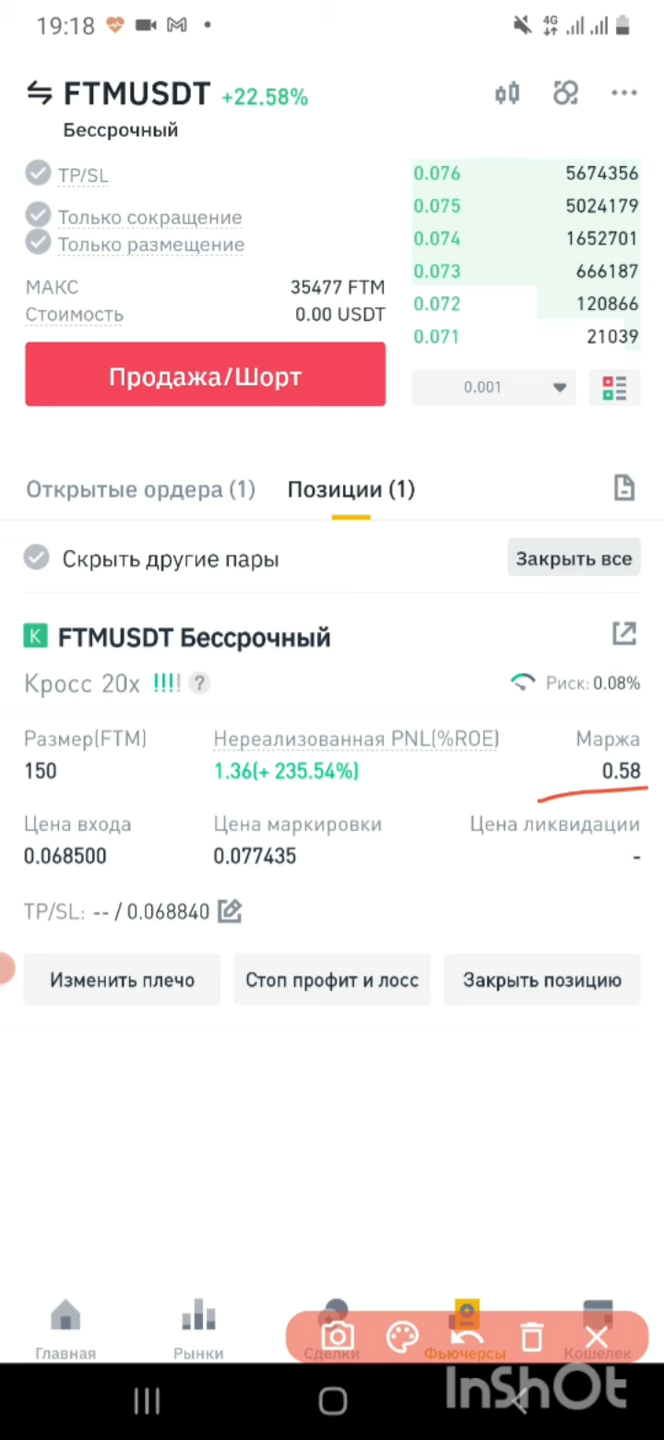 19:18
4G
FTMUSDT +22.58%
Бессрочный
TP/SL
Только сокращение
Только размещение
МАКС 35477 FTM
Стоимость 0.00 USDT
Продажа/Шорт
0.076 5674356
0.075 5024179
0.074 1652701
0.073 666187
0.072 120866
0.071 21039
0.001
Открытые ордера (1) Позиции (1)
Скрыть другие пары Закрыть все
K FTMUSDT Бессрочный
Кросс 20x !!!! ? Риск: 0.08%
Размер(FTM) Нереализованная PNL(%ROE) Маржа
150 1.36(+ 235.54%) 0.58
Цена входа Цена маркировки Цена ликвидации
0.068500 0.077435 -
TP/SL: -- / 0.068840
Изменить плечо Стоп профит и лосс Закрыть позицию
Главная Рынки Сделки Фьючерсы Кошелек
InShOt